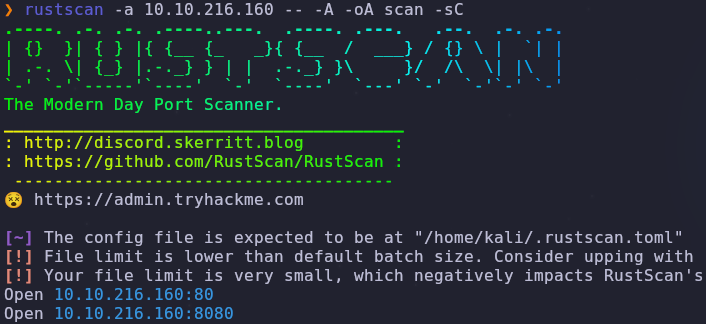 ❯ rustscan -a 10.10.216.160 -- -A -oA scan -sC
.----. .-. .-. .----..---.  .----. .---.   .--.  .-. .-.
| {}  }| { } |{ {__ {_   _}{ {__  /  ___} / {} \ |  `| |
| .-. \| {_} |.-._} } | |  .-._} }\     }/  /\  \| |\  |
`-' `-'`-----'`----'  `-'  `----'  `---' `-'  `-'`-' `-'
The Modern Day Port Scanner.
________________________________________
: http://discord.skerritt.blog         :
: https://github.com/RustScan/RustScan :
 --------------------------------------
😵 https://admin.tryhackme.com
[~] The config file is expected to be at "/home/kali/.rustscan.toml"
[!] File limit is lower than default batch size. Consider upping with
[!] Your file limit is very small, which negatively impacts RustScan's
Open 10.10.216.160:80
Open 10.10.216.160:8080